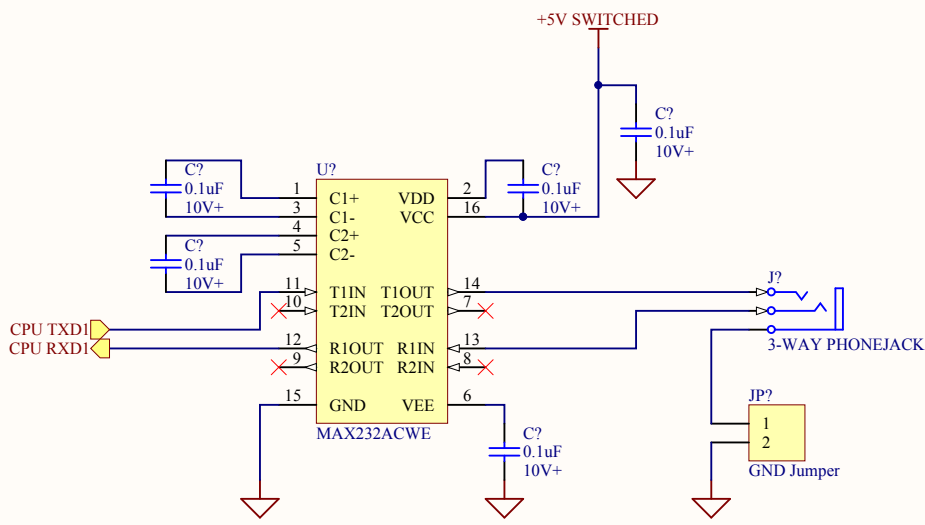 +5V SWITCHED
C?
0.1uF
10V+
U?
C?
0.1uF
10V+
1 C1+ VDD 2
3 C1- VCC 16
4 C2+
5 C2-
C?
0.1uF
10V+
C?
0.1uF
10V+
11 T1IN T1OUT 14
10 T2IN T2OUT 7
CPU TXD1
CPU RXD1
12 R1OUT R1IN 13
9 R2OUT R2IN 8
15 GND VEE 6
MAX232ACWE
C?
0.1uF
10V+
J?
3-WAY PHONEJACK
JP?
1
2
GND Jumper